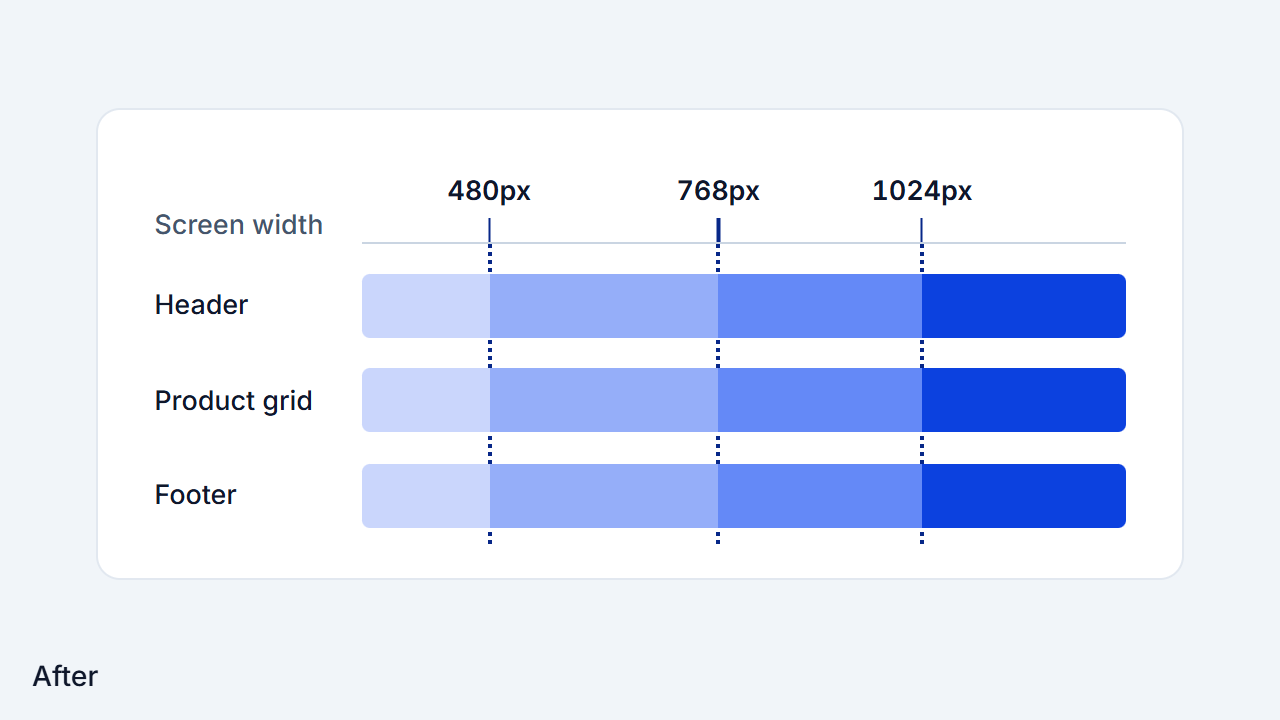 480px 768px 1024px
Screen width
Header
Product grid
Footer
After